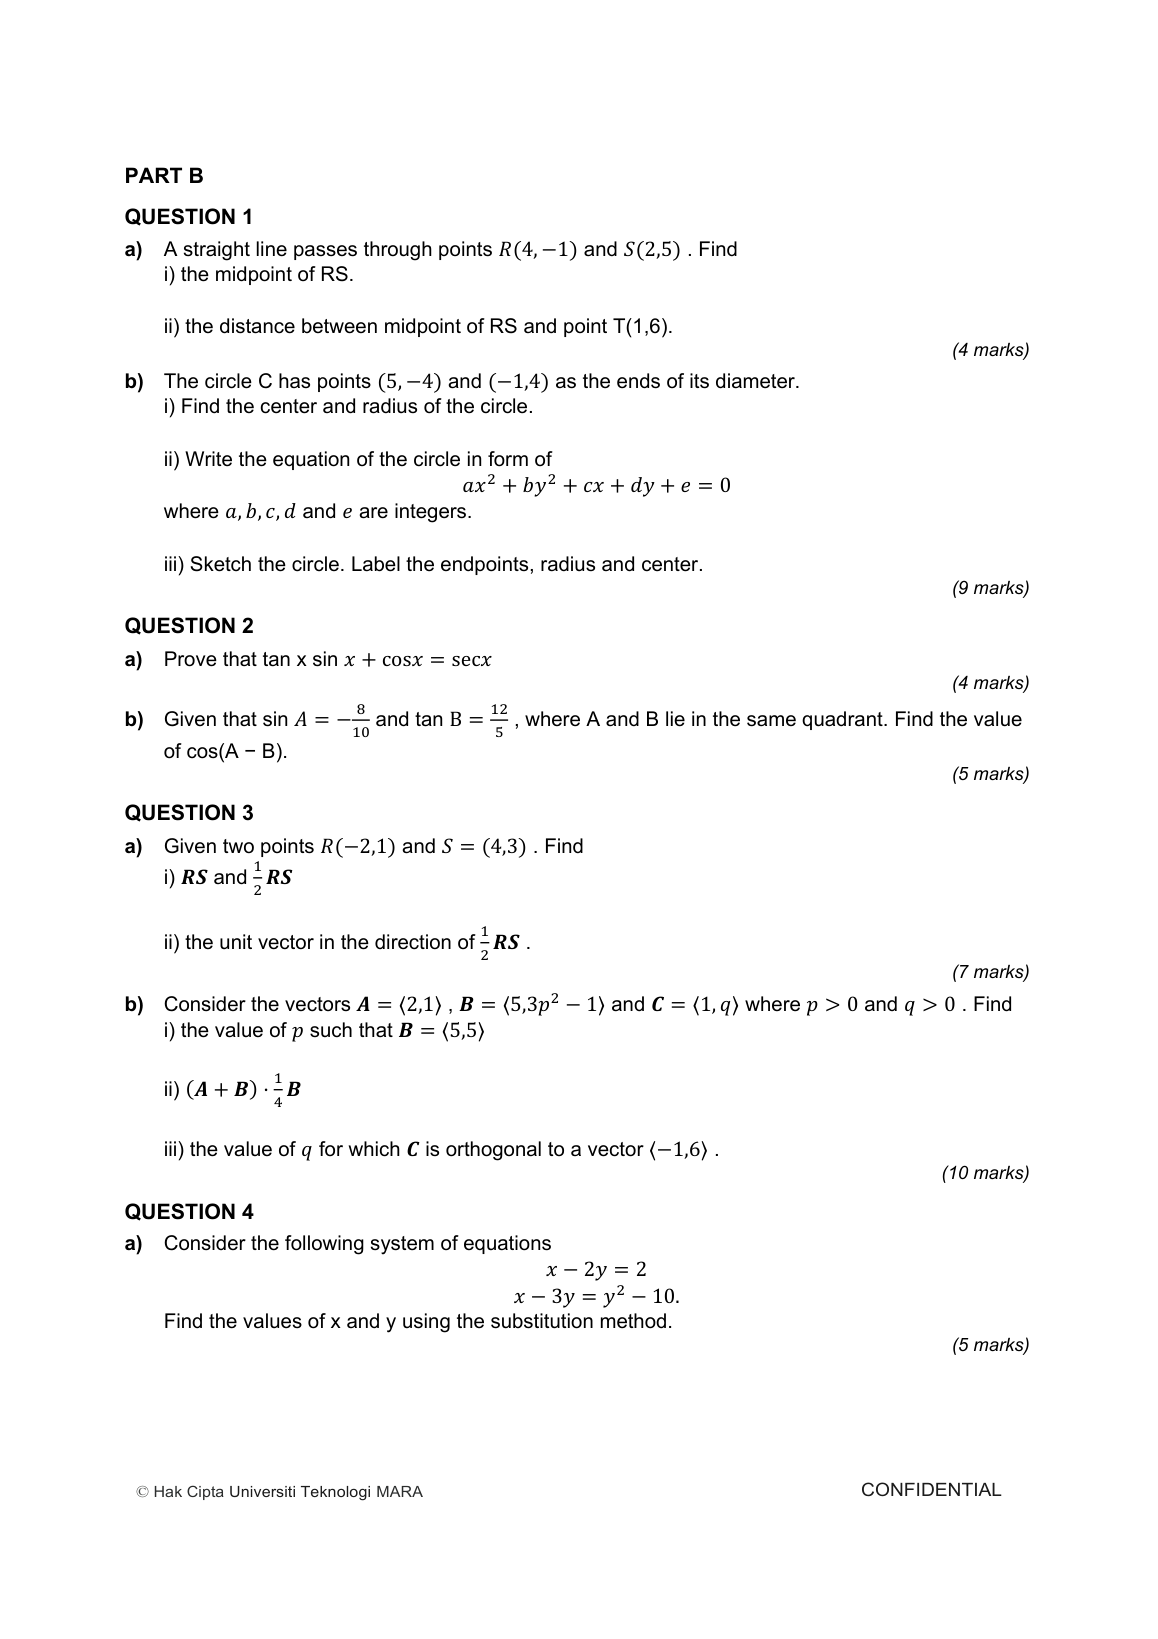 PART B
QUESTION 1
a) A straight line passes through points R(4, −1) and S(2,5) . Find
i) the midpoint of RS.
ii) the distance between midpoint of RS and point T(1,6).
(4 marks)
b) The circle C has points (5, −4) and (−1,4) as the ends of its diameter.
i) Find the center and radius of the circle.
ii) Write the equation of the circle in form of
ax² + by² + cx + dy + e = 0
where a, b, c, d and e are integers.
iii) Sketch the circle. Label the endpoints, radius and center.
(9 marks)
QUESTION 2
a) Prove that tan x sin x + cosx = secx
(4 marks)
b) Given that sin A = −8/10 and tan B = 12/5 , where A and B lie in the same quadrant. Find the value
of cos(A − B).
(5 marks)
QUESTION 3
a) Given two points R(−2,1) and S = (4,3) . Find
i) RS and 1/2 RS
ii) the unit vector in the direction of 1/2 RS .
(7 marks)
b) Consider the vectors A = ⟨2,1⟩ , B = ⟨5,3p² − 1⟩ and C = ⟨1, q⟩ where p > 0 and q > 0 . Find
i) the value of p such that B = ⟨5,5⟩
ii) (A + B) · 1/4 B
iii) the value of q for which C is orthogonal to a vector ⟨−1,6⟩ .
(10 marks)
QUESTION 4
a) Consider the following system of equations
x − 2y = 2
x − 3y = y² − 10.
Find the values of x and y using the substitution method.
(5 marks)
© Hak Cipta Universiti Teknologi MARA CONFIDENTIAL